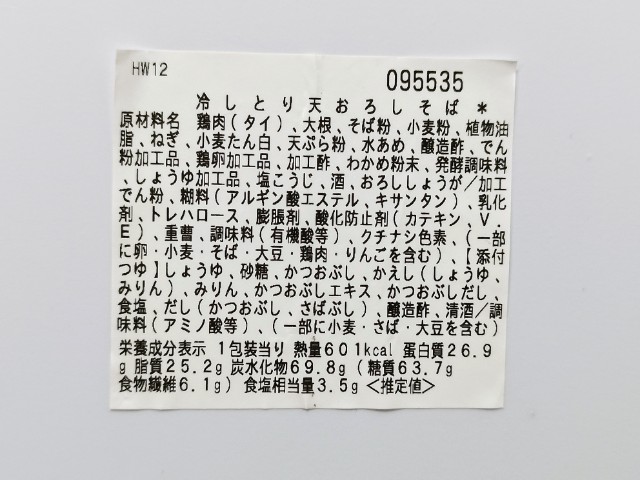 HW12
095535
冷しとり天おろしそば*
原材料名 鶏肉(タイ)、大根、そば粉、小麦粉、植物油
脂、ねぎ、小麦たん白、天ぷら粉、水あめ、醸造酢、でん
粉加工品、鶏卵加工品、加工酢、わかめ粉末、発酵調味料
、しょうゆ加工品、塩こうじ、酒、おろししょうが/加工
でん粉、糊料(アルギン酸エステル、キサンタン)、乳化
剤、トレハロース、膨脹剤、酸化防止剤(カテキン、V.
E)、重曹、調味料(有機酸等)、クチナシ色素、(一部
に卵・小麦・そば・大豆・鶏肉・りんごを含む)、【添付
つゆ】しょうゆ、砂糖、かつおぶし、かえし(しょうゆ、
みりん)、みりん、かつおぶしエキス、かつおぶしだし、
食塩、だし(かつおぶし、さばぶし)、醸造酢、清酒/調
味料(アミノ酸等)、(一部に小麦・さば・大豆を含む)
栄養成分表示 1包装当り 熱量601kcal 蛋白質26.9
g 脂質25.2g 炭水化物69.8g(糖質63.7g
食物繊維6.1g) 食塩相当量3.5g<推定値>